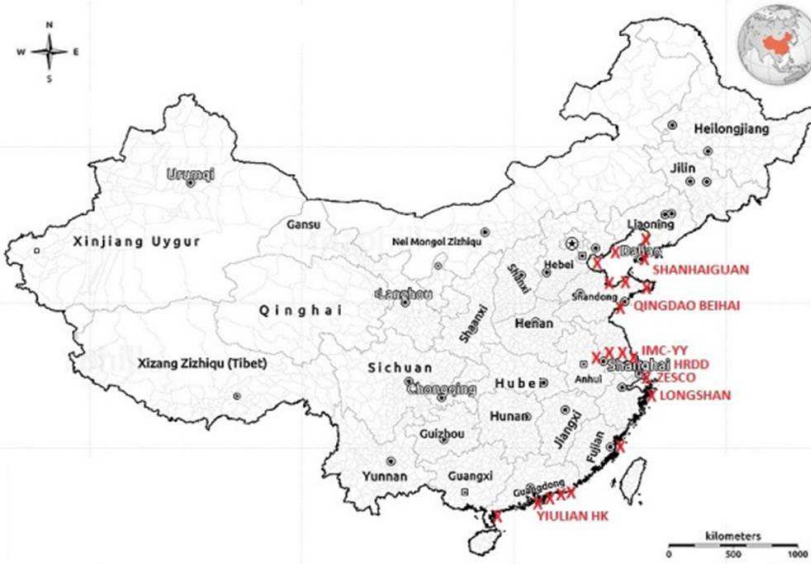 N
W E
S
Heilongjiang
Jilin
Urumqi
Liaoning
Gansu
Xinjiang Uygur
Nei Mongol Zizhiqu
Dalian
Hebei
SHANHAIGUAN
Shanxi
Lanzhou
Shandong
QINGDAO BEIHAI
Qinghai
Shaanxi
Henan
IMC-YY
Xizang Zizhiqu (Tibet)
Sichuan
Shanghai HRDD
Anhui
ZESCO
Chongqing
Hube
LONGSHAN
Hunan
Jiangxi
Guizhou
Fujian
Yunnan
Guangxi
Guangdong
YIULIAN HK
kilometers
0 500 1000